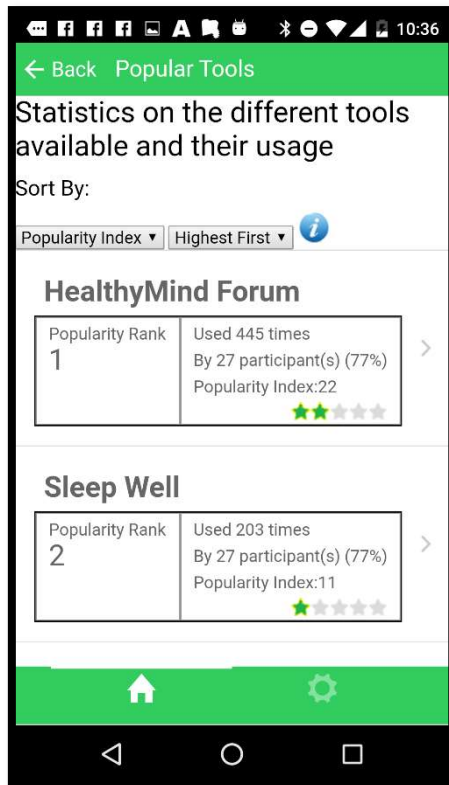 10:36
← Back Popular Tools
Statistics on the different tools
available and their usage
Sort By:
Popularity Index ▾ Highest First ▾ i
HealthyMind Forum
Popularity Rank
1
Used 445 times
By 27 participant(s) (77%)
Popularity Index:22
Sleep Well
Popularity Rank
2
Used 203 times
By 27 participant(s) (77%)
Popularity Index:11